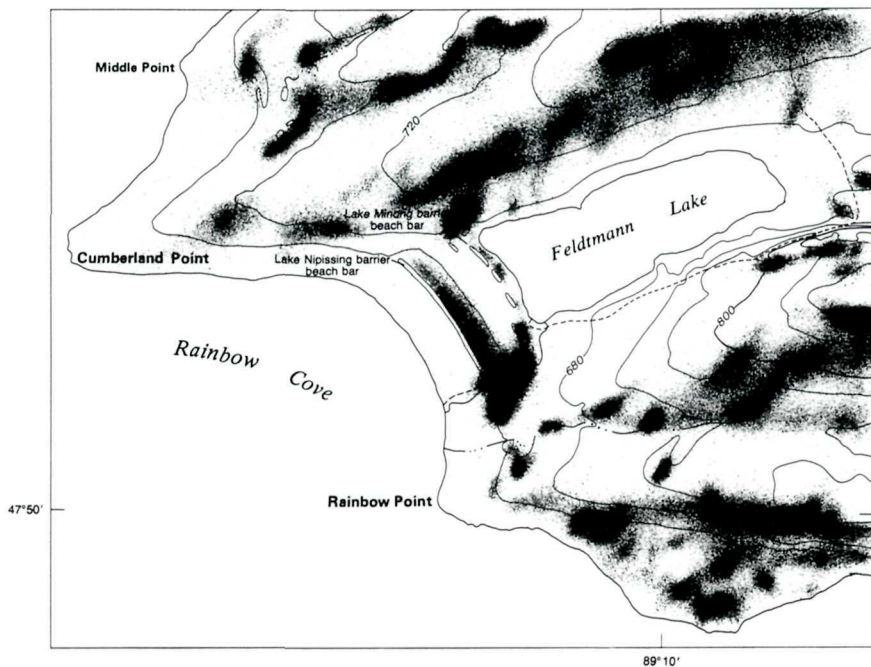 Middle Point
720
Lake Minong barrier
beach bar
Feldtmann Lake
Cumberland Point
Lake Nipissing barrier
beach bar
800
Rainbow Cove
680
Rainbow Point
47°50'
89°10'